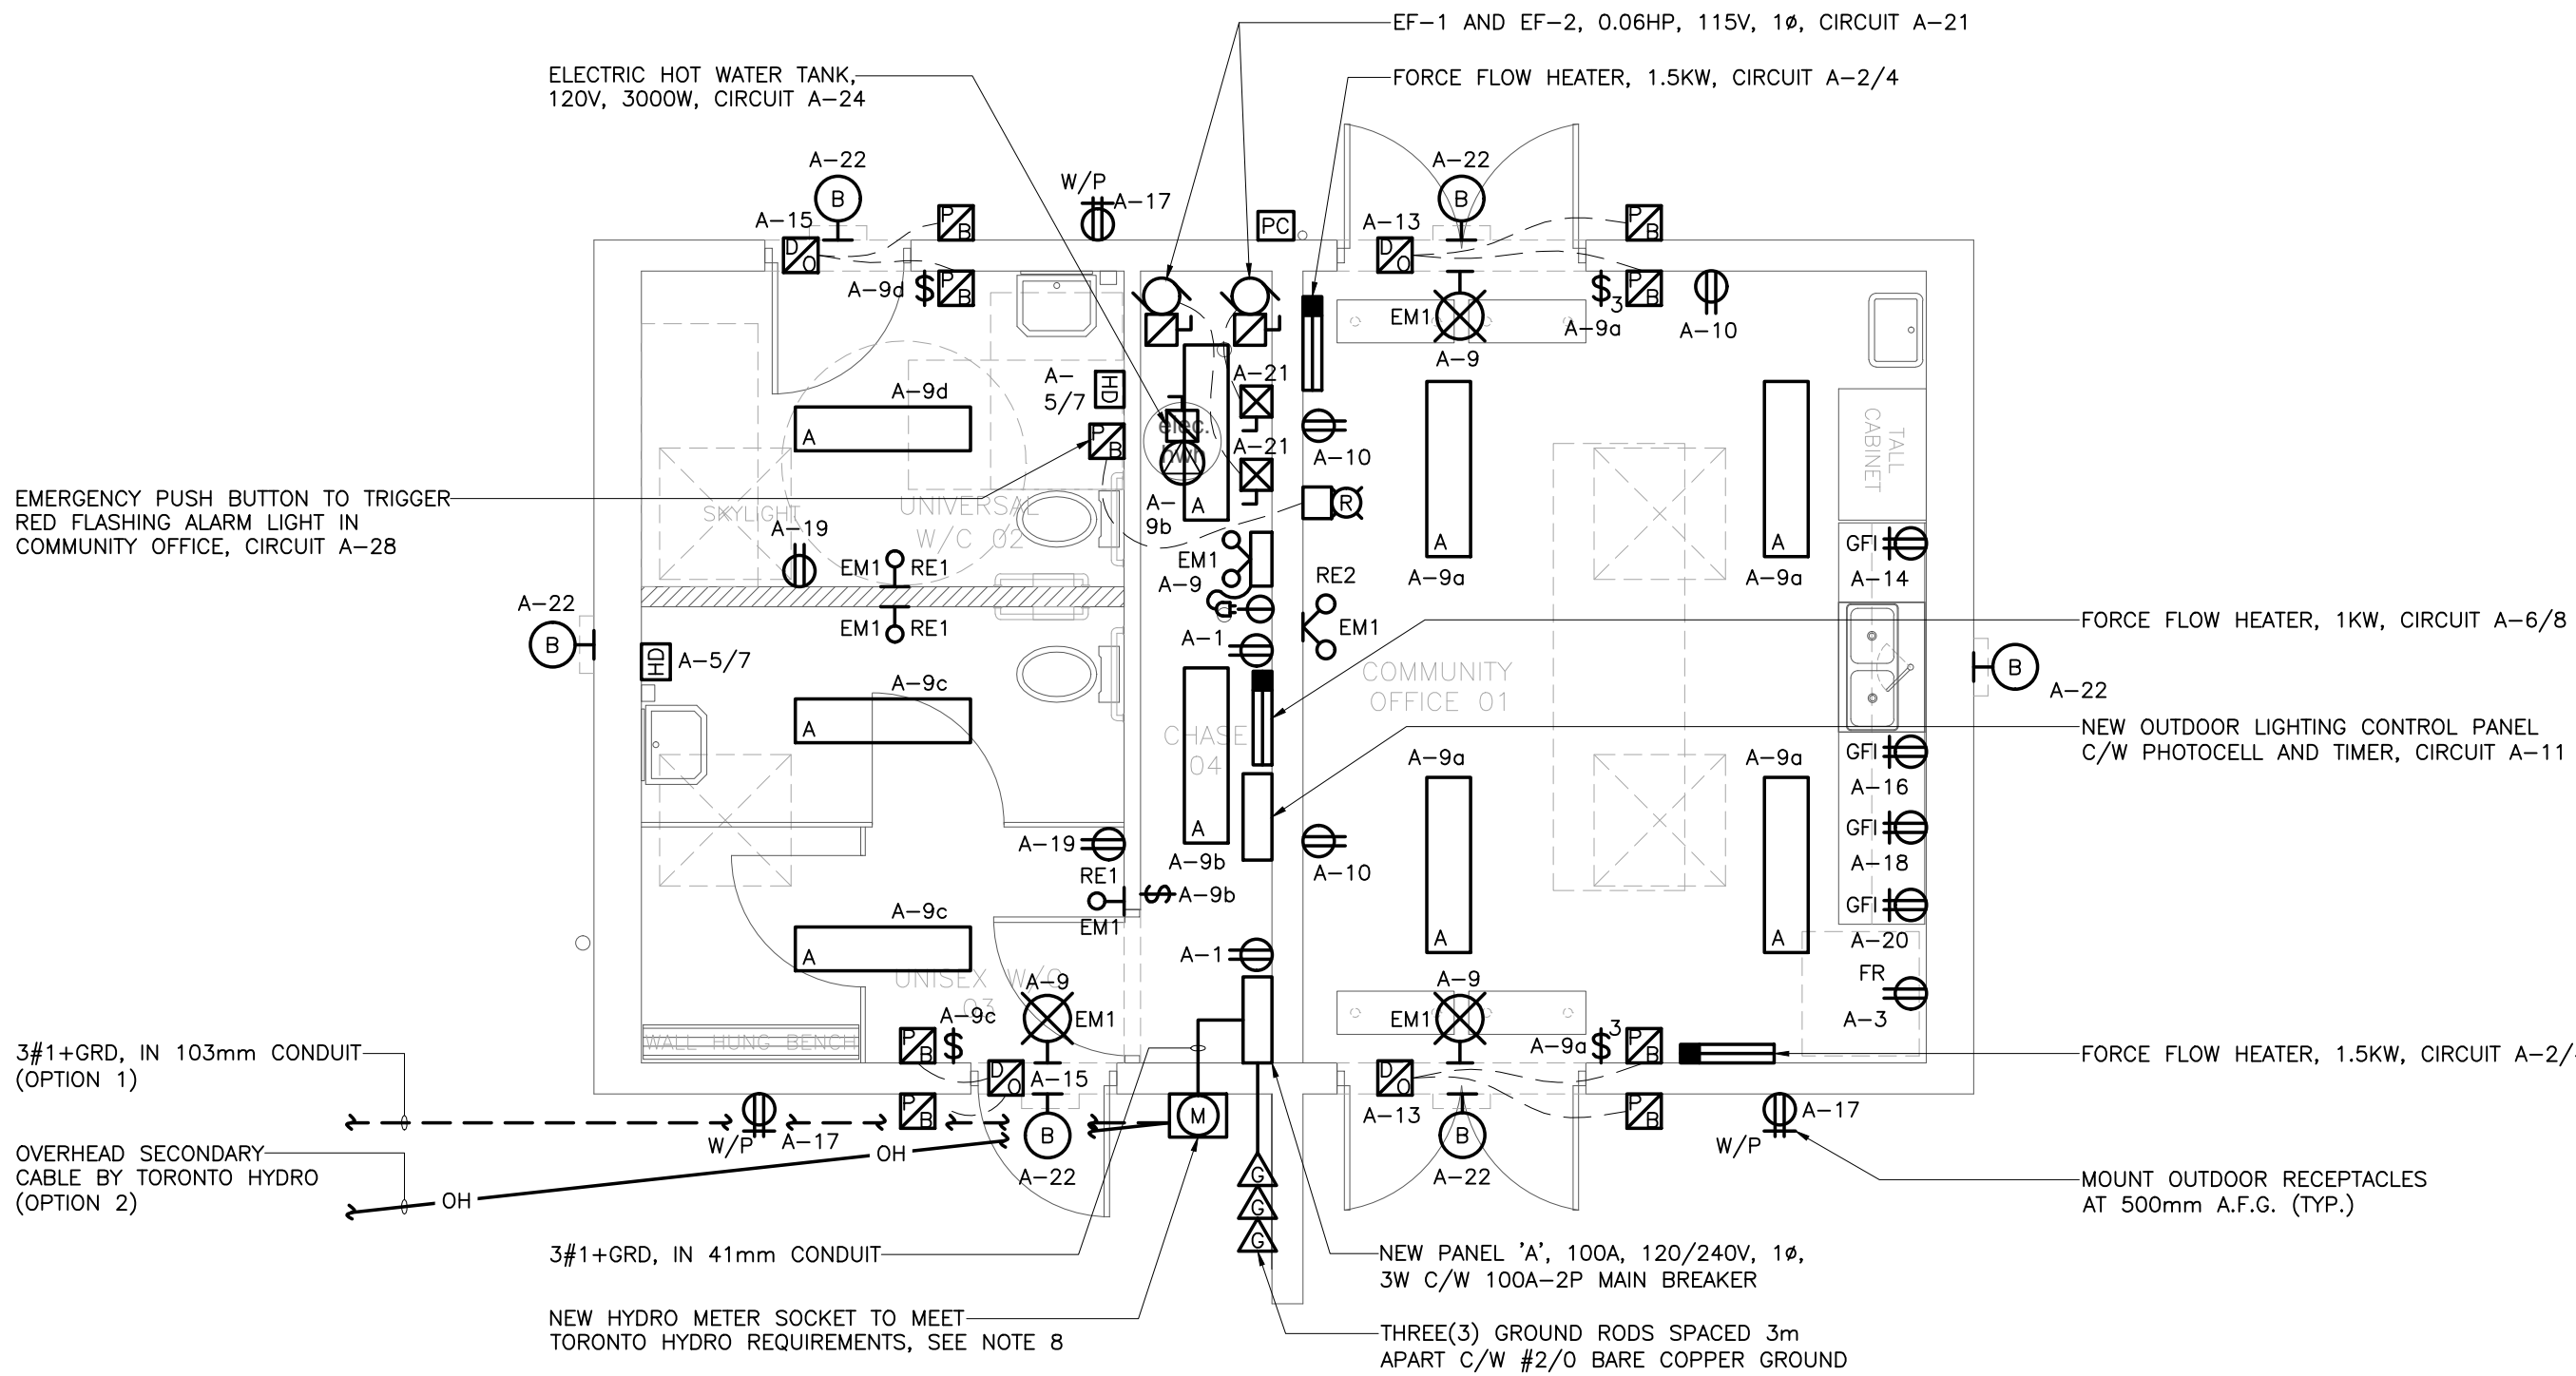 EF-1 AND EF-2, 0.06HP, 115V, 1ø, CIRCUIT A-21
ELECTRIC HOT WATER TANK,
120V, 3000W, CIRCUIT A-24
FORCE FLOW HEATER, 1.5KW, CIRCUIT A-2/4
A-22
B
W/P
A-17
A-15
D/O
P/B
PC
A-22
B
A-13
D/O
P/B
A-9d
$
P/B
EM1
A-9
$
3
A-9a
P/B
A-10
A-9d
A
A-
5/7
HD
P/B
A-21
A-21
elec.
hwh
A-
9b
A
A-10
R
A
A-9a
A
A-9a
TALL
CABINET
GFI
A-14
EMERGENCY PUSH BUTTON TO TRIGGER
RED FLASHING ALARM LIGHT IN
COMMUNITY OFFICE, CIRCUIT A-28
SKYLIGHT
UNIVERSAL
W/C 02
A-19
EM1
RE1
EM1
RE1
EM1
A-9
RE2
EM1
A-1
A-22
B
HD
A-5/7
FORCE FLOW HEATER, 1KW, CIRCUIT A-6/8
COMMUNITY
OFFICE 01
B
A-22
A-9c
A
CHASE
04
A
A-9b
NEW OUTDOOR LIGHTING CONTROL PANEL
C/W PHOTOCELL AND TIMER, CIRCUIT A-11
A-9a
A
A-9a
A
GFI
A-16
GFI
A-18
GFI
A-20
A-19
A-10
RE1
EM1
$
A-9b
A-9c
A
A-1
UNISEX W/C
03
A-9
EM1
A-9c
$
P/B
WALL HUNG BENCH
A-9
EM1
A-9a
$
3
P/B
FR
A-3
3#1+GRD, IN 103mm CONDUIT
(OPTION 1)
FORCE FLOW HEATER, 1.5KW, CIRCUIT A-2/
D/O
A-15
P/B
W/P
A-17
B
A-22
M
D/O
A-13
B
A-22
P/B
A-17
W/P
OVERHEAD SECONDARY
CABLE BY TORONTO HYDRO
(OPTION 2)
OH
OH
G
G
G
MOUNT OUTDOOR RECEPTACLES
AT 500mm A.F.G. (TYP.)
3#1+GRD, IN 41mm CONDUIT
NEW PANEL 'A', 100A, 120/240V, 1ø,
3W C/W 100A-2P MAIN BREAKER
NEW HYDRO METER SOCKET TO MEET
TORONTO HYDRO REQUIREMENTS, SEE NOTE 8
THREE(3) GROUND RODS SPACED 3m
APART C/W #2/0 BARE COPPER GROUND